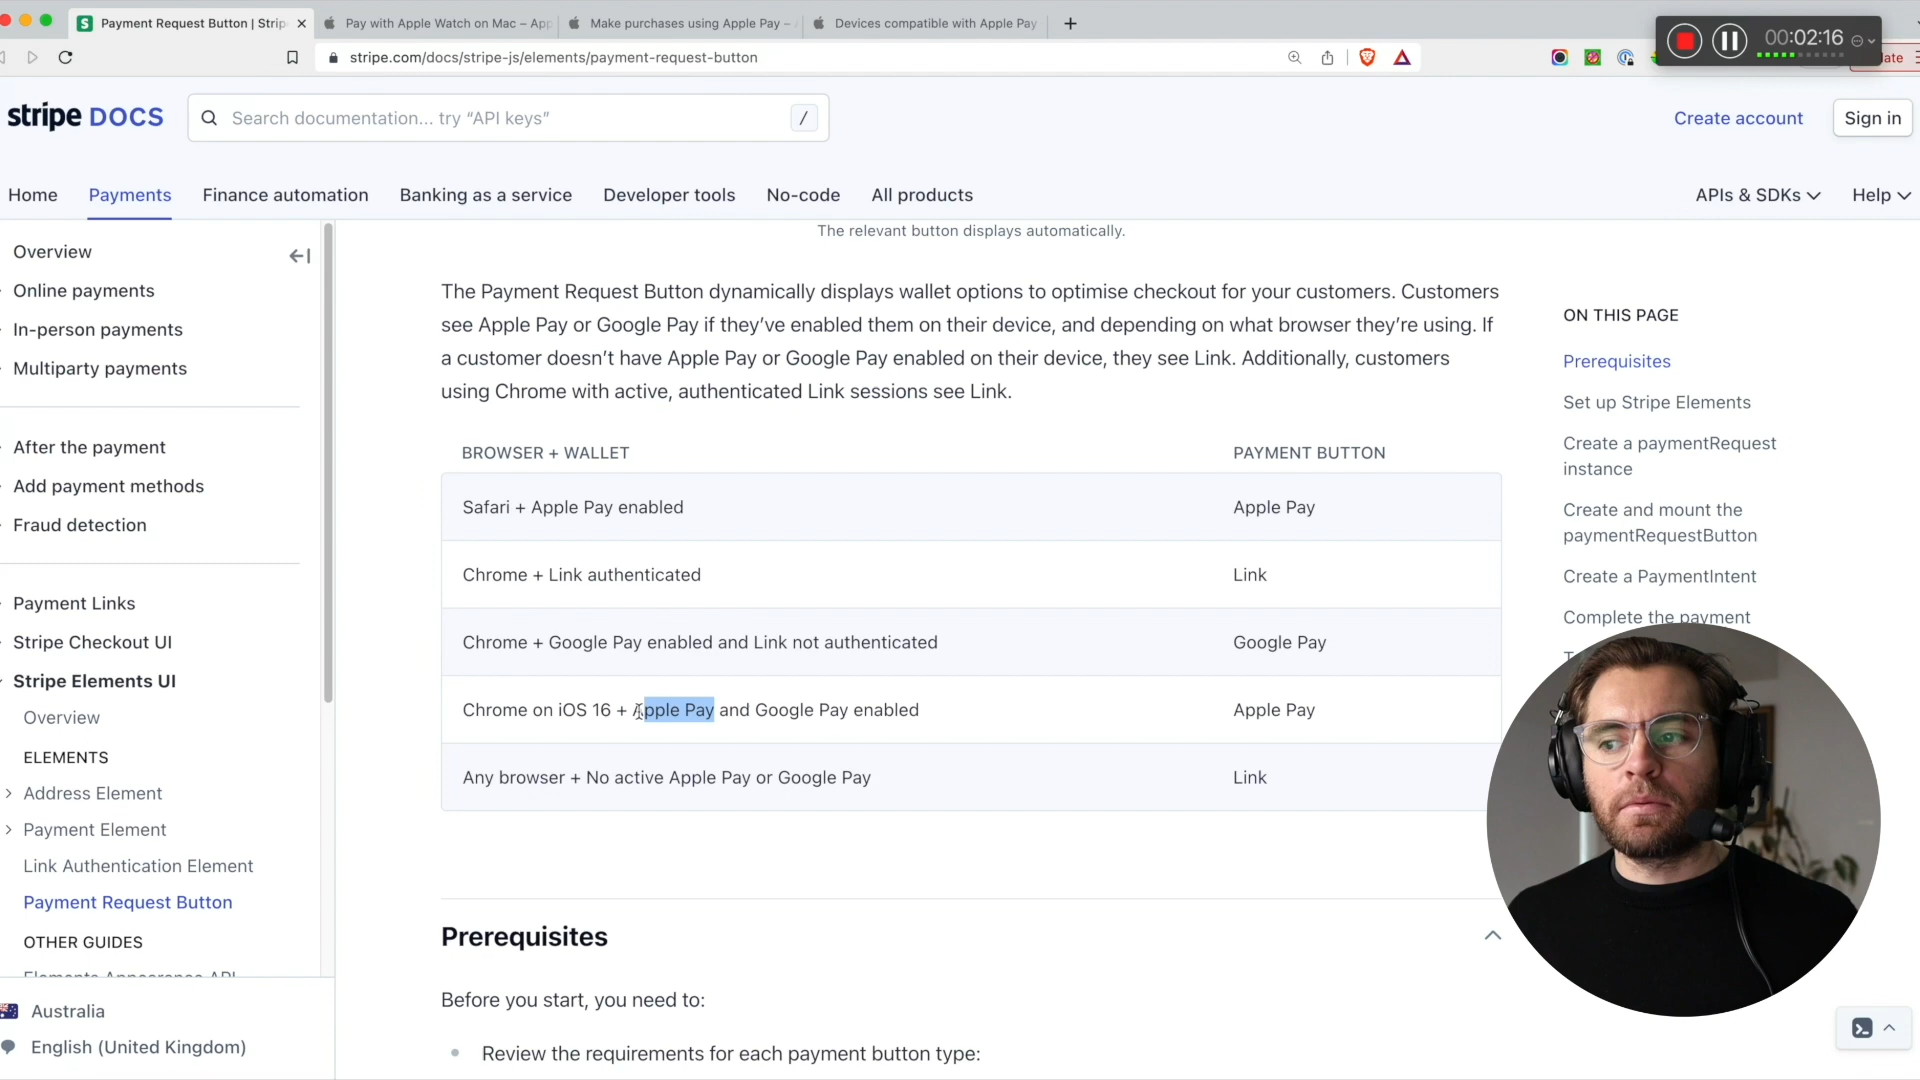 Payment Request Button | Strip
Pay with Apple Watch on Mac – App
Make purchases using Apple Pay –
Devices compatible with Apple Pay
00:02:16
stripe.com/docs/stripe-js/elements/payment-request-button
stripe DOCS
Search documentation... try “API keys”
/
Create account
Sign in
Home
Payments
Finance automation
Banking as a service
Developer tools
No-code
All products
APIs & SDKs
Help
Overview
Online payments
In-person payments
Multiparty payments
After the payment
Add payment methods
Fraud detection
Payment Links
Stripe Checkout UI
Stripe Elements UI
Overview
ELEMENTS
Address Element
Payment Element
Link Authentication Element
Payment Request Button
OTHER GUIDES
Elements Appearance API
Australia
English (United Kingdom)
The relevant button displays automatically.
The Payment Request Button dynamically displays wallet options to optimise checkout for your customers. Customers
see Apple Pay or Google Pay if they’ve enabled them on their device, and depending on what browser they’re using. If
a customer doesn’t have Apple Pay or Google Pay enabled on their device, they see Link. Additionally, customers
using Chrome with active, authenticated Link sessions see Link.
BROWSER + WALLET PAYMENT BUTTON
Safari + Apple Pay enabled Apple Pay
Chrome + Link authenticated Link
Chrome + Google Pay enabled and Link not authenticated Google Pay
Chrome on iOS 16 + Apple Pay and Google Pay enabled Apple Pay
Any browser + No active Apple Pay or Google Pay Link
Prerequisites
Before you start, you need to:
Review the requirements for each payment button type:
ON THIS PAGE
Prerequisites
Set up Stripe Elements
Create a paymentRequest
instance
Create and mount the
paymentRequestButton
Create a PaymentIntent
Complete the payment